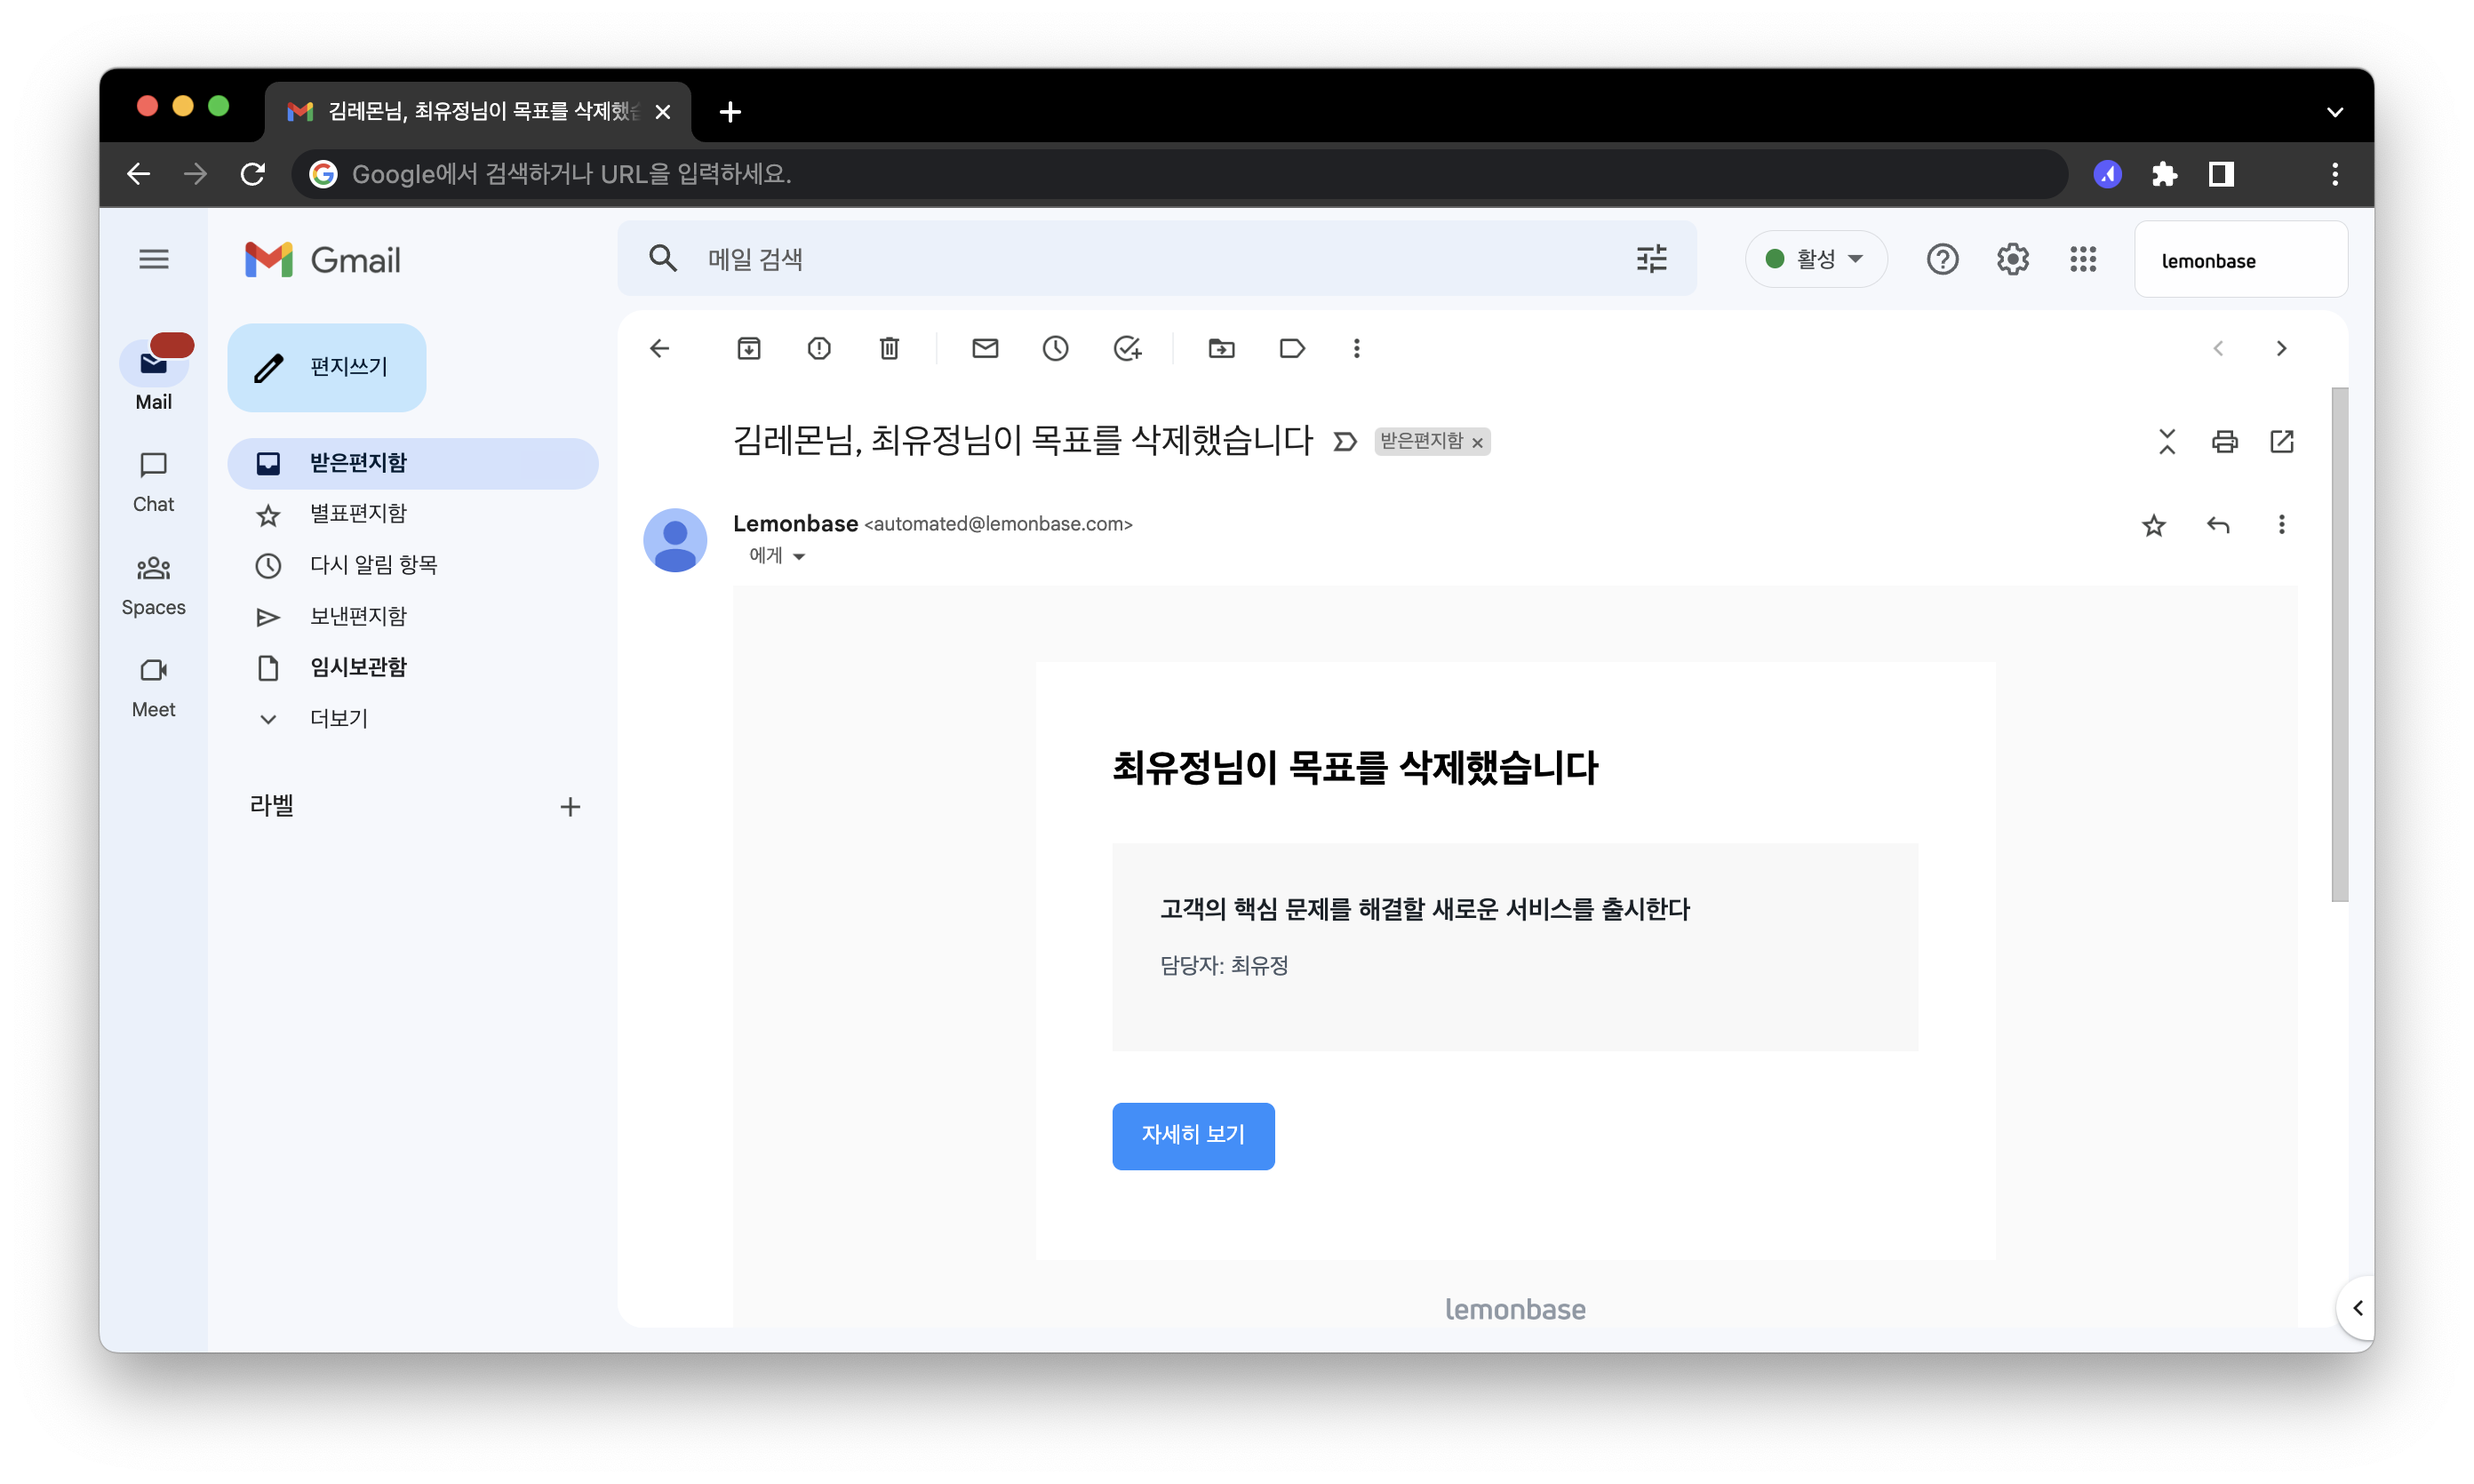 김레몬님, 최유정님이 목표를 삭제했
Google에서 검색하거나 URL을 입력하세요.
Gmail
메일 검색
활성
lemonbase
Mail
Chat
Spaces
Meet
편지쓰기
받은편지함
별표편지함
다시 알림 항목
보낸편지함
임시보관함
더보기
라벨
김레몬님, 최유정님이 목표를 삭제했습니다 받은편지함 ×
Lemonbase <automated@lemonbase.com>
에게
최유정님이 목표를 삭제했습니다
고객의 핵심 문제를 해결할 새로운 서비스를 출시한다
담당자: 최유정
자세히 보기
lemonbase